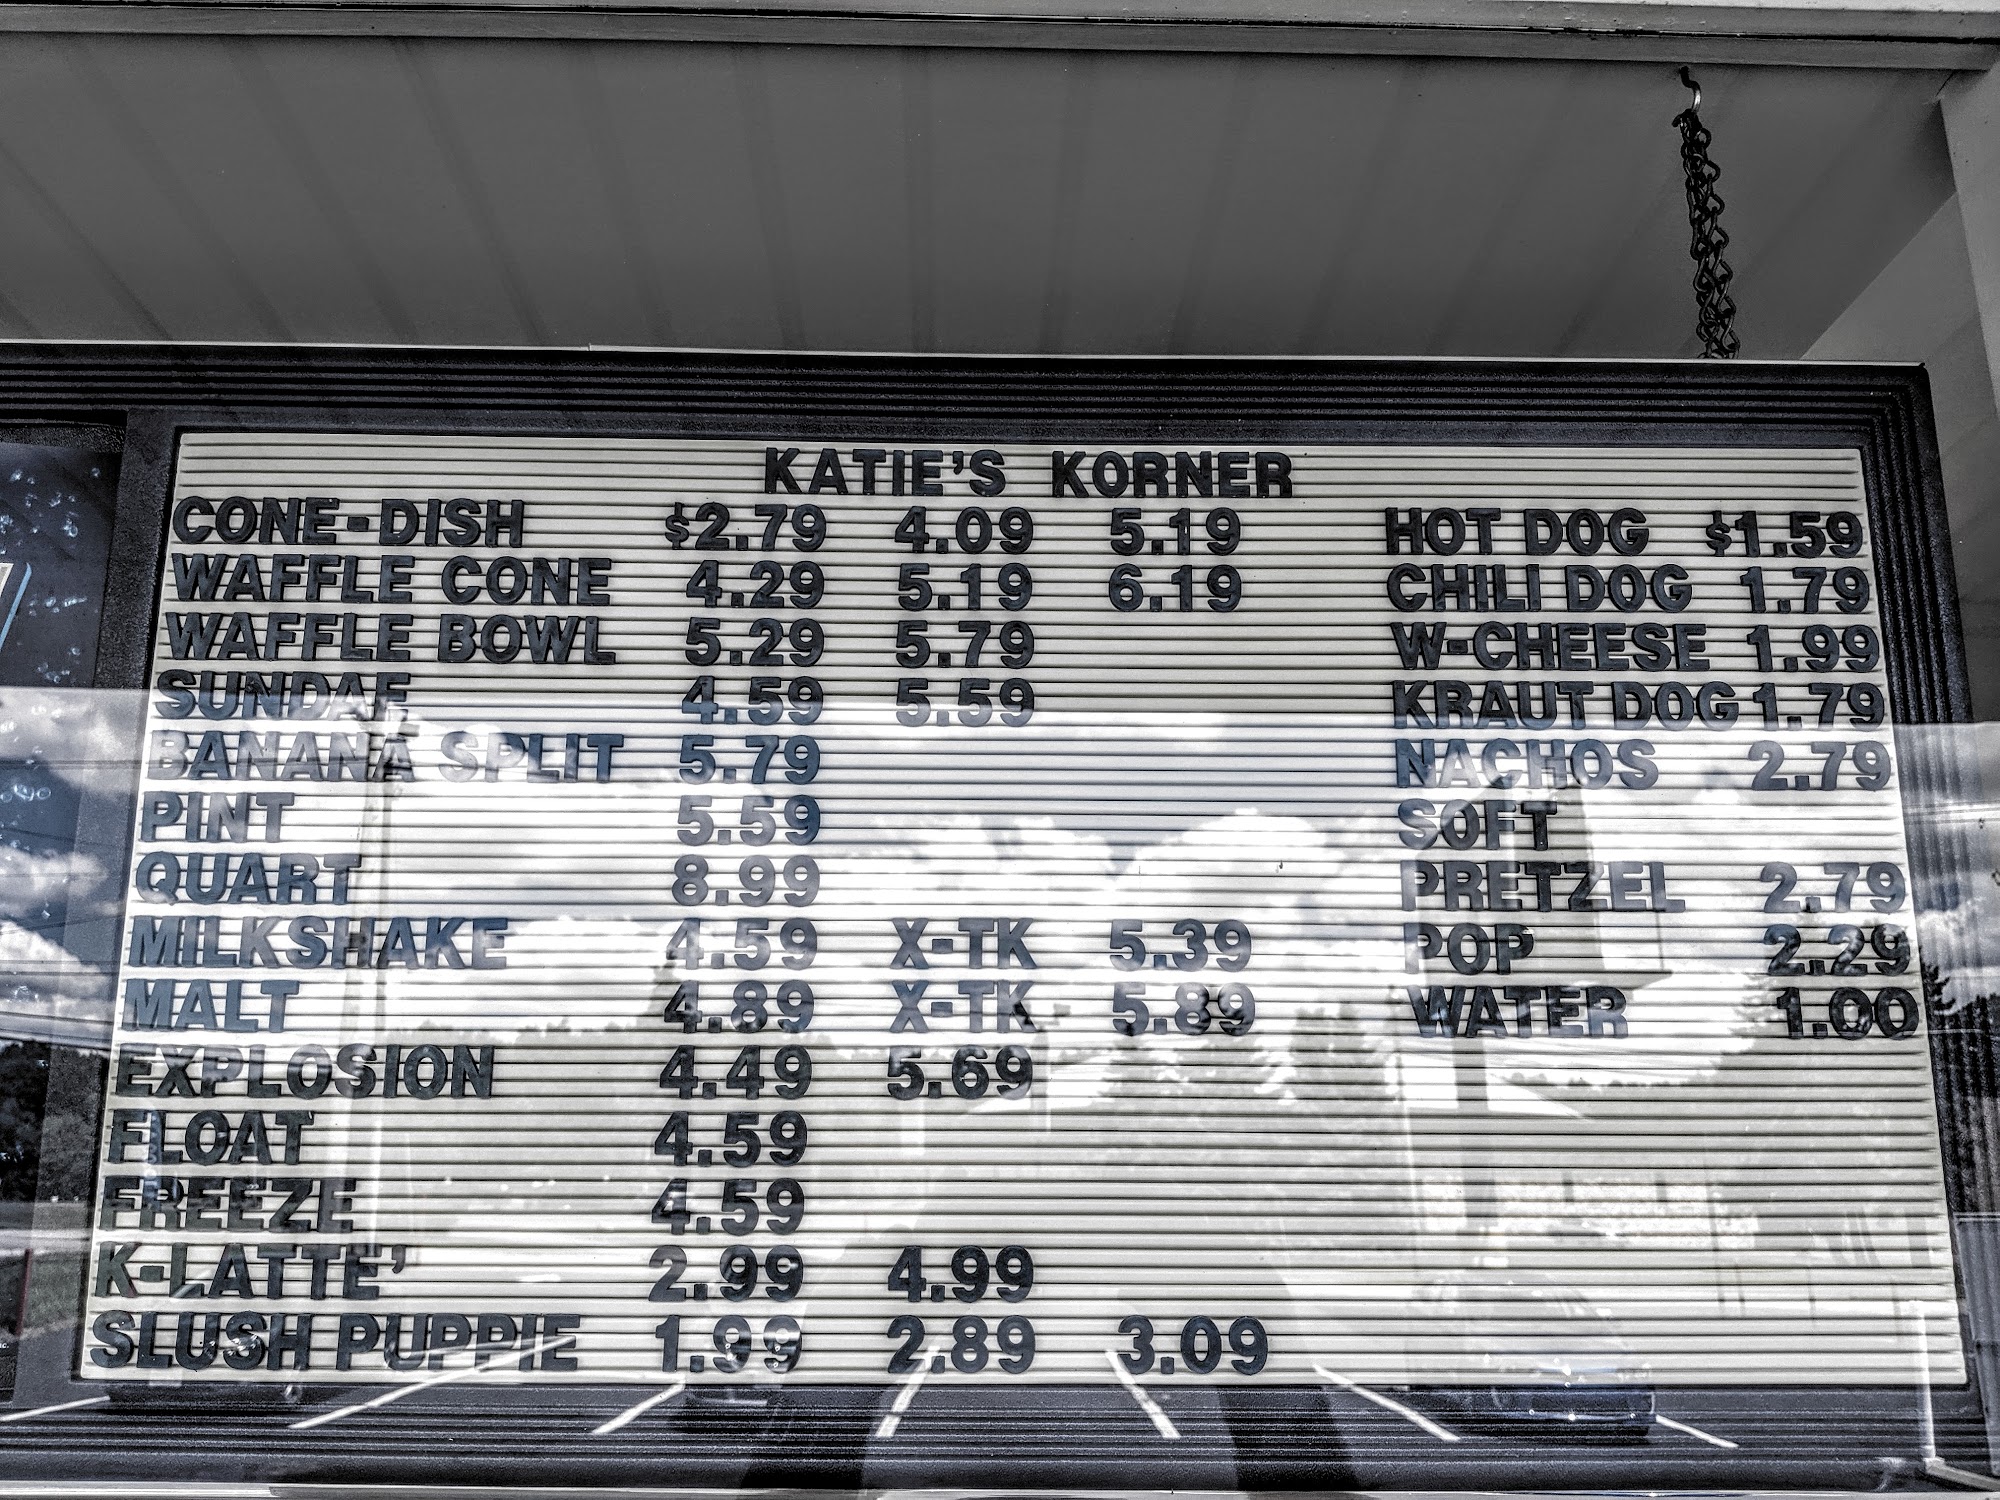 KATIE'S KORNER
CONE-DISH $2.79 4.09 5.19
WAFFLE CONE 4.29 5.19 6.19
WAFFLE BOWL 5.29 5.79
SUNDAE 4.59 5.59
BANANA SPLIT 5.79
PINT 5.59
QUART 8.99
MILKSHAKE 4.59 X-TK 5.39
MALT 4.89 X-TK 5.89
EXPLOSION 4.49 5.69
FLOAT 4.59
FREEZE 4.59
K-LATTE' 2.99 4.99
SLUSH PUPPIE 1.99 2.89 3.09
HOT DOG $1.59
CHILI DOG 1.79
W-CHEESE 1.99
KRAUT DOG 1.79
NACHOS 2.79
SOFT
PRETZEL 2.79
POP 2.29
WATER 1.00